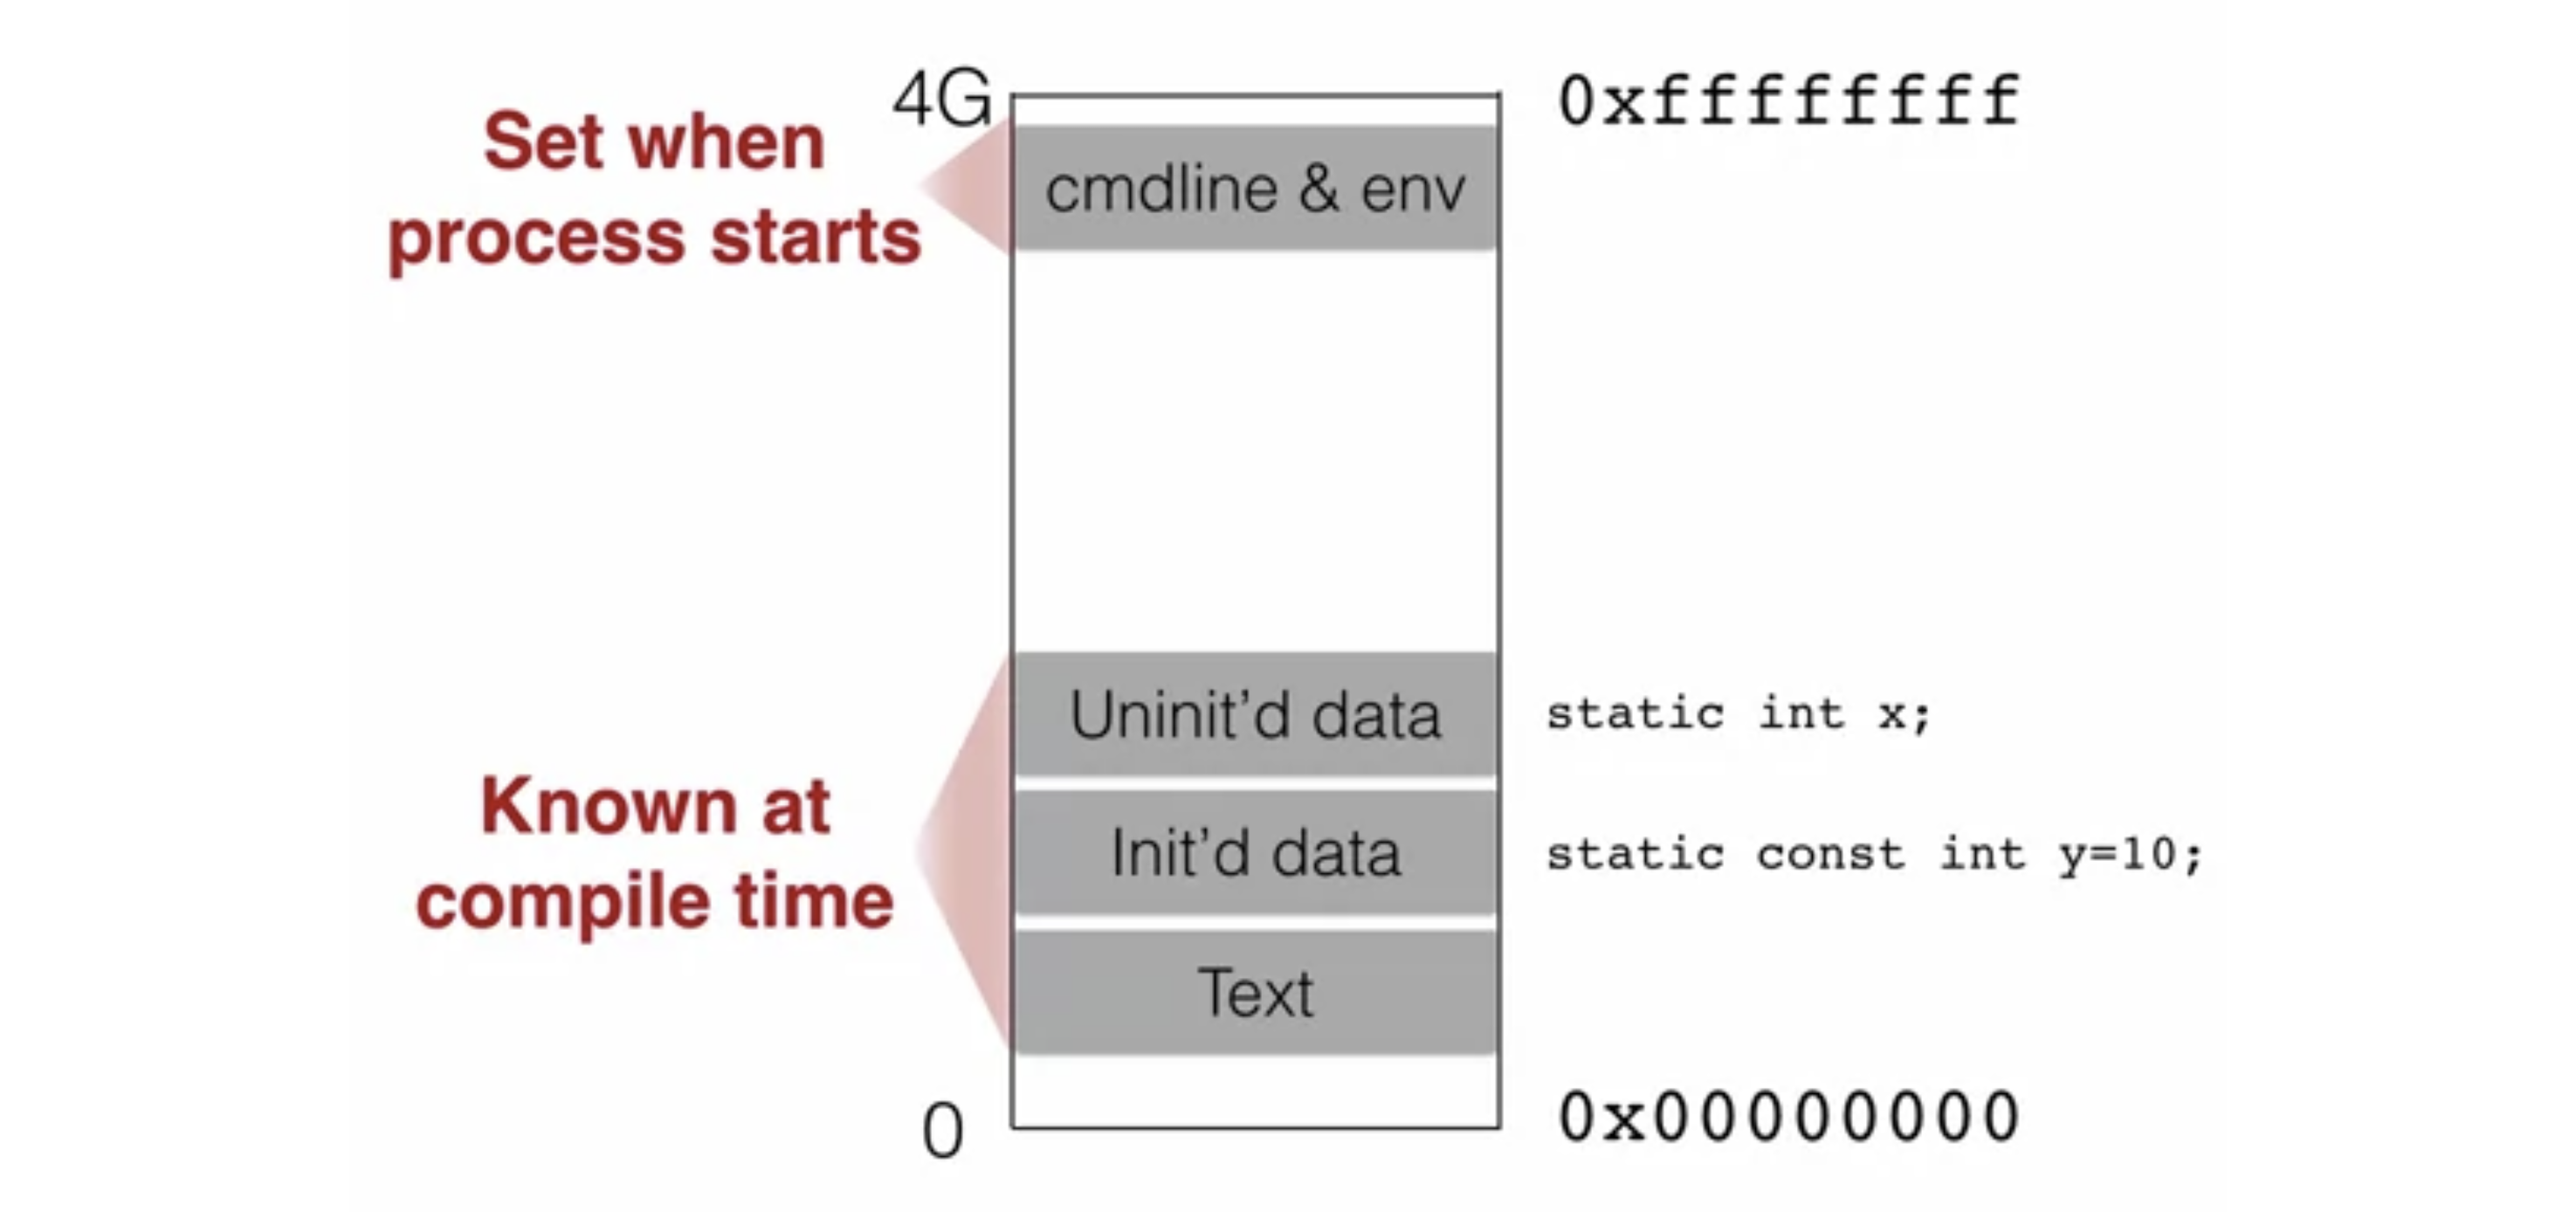 4G
0xffffffff
Set when
process starts
cmdline & env
Uninit’d data
static int x;
Known at
compile time
Init’d data
static const int y=10;
Text
0
0x00000000